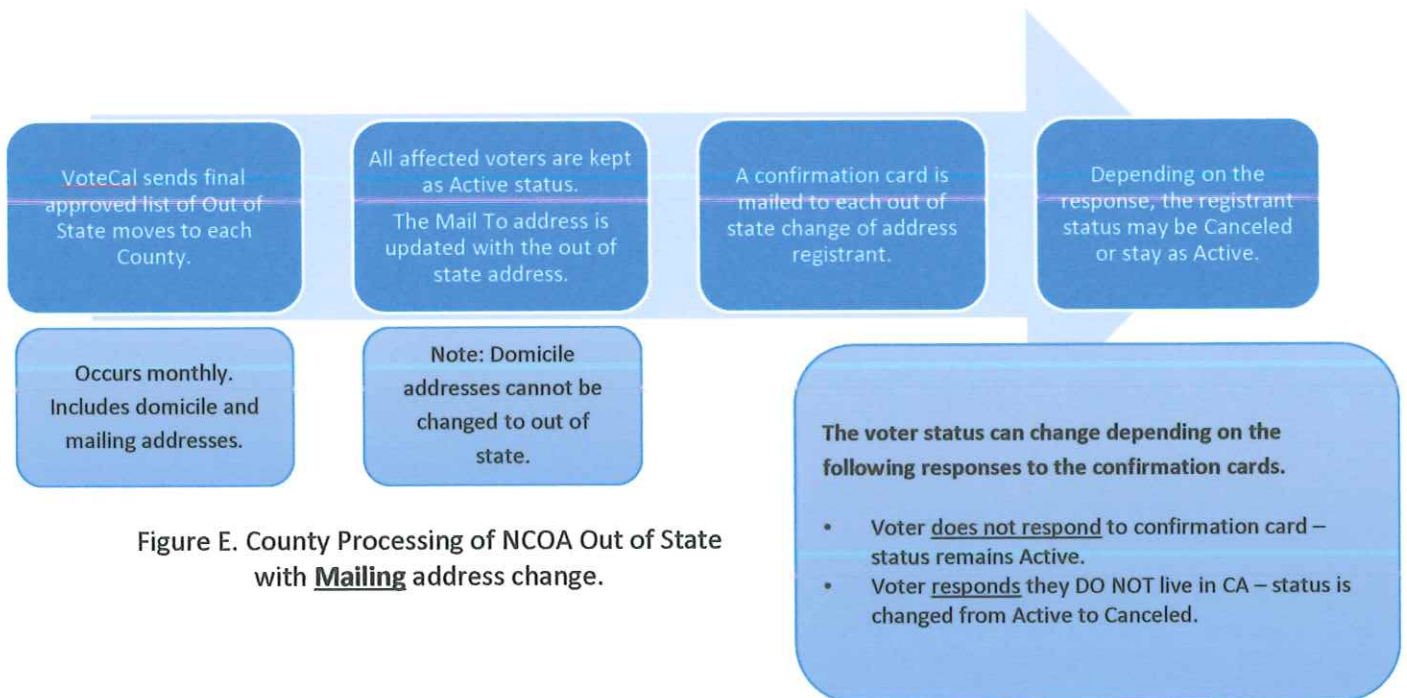 VoteCal sends final
approved list of Out of
State moves to each
County.
All affected voters are kept
as Active status.
The Mail To address is
updated with the out of
state address.
A confirmation card is
mailed to each out of
state change of address
registrant.
Depending on the
response, the registrant
status may be Canceled
or stay as Active.
Occurs monthly.
Includes domicile and
mailing addresses.
Note: Domicile
addresses cannot be
changed to out of
state.
The voter status can change depending on the
following responses to the confirmation cards.
• Voter does not respond to confirmation card –
status remains Active.
• Voter responds they DO NOT live in CA – status is
changed from Active to Canceled.
Figure E. County Processing of NCOA Out of State
with Mailing address change.